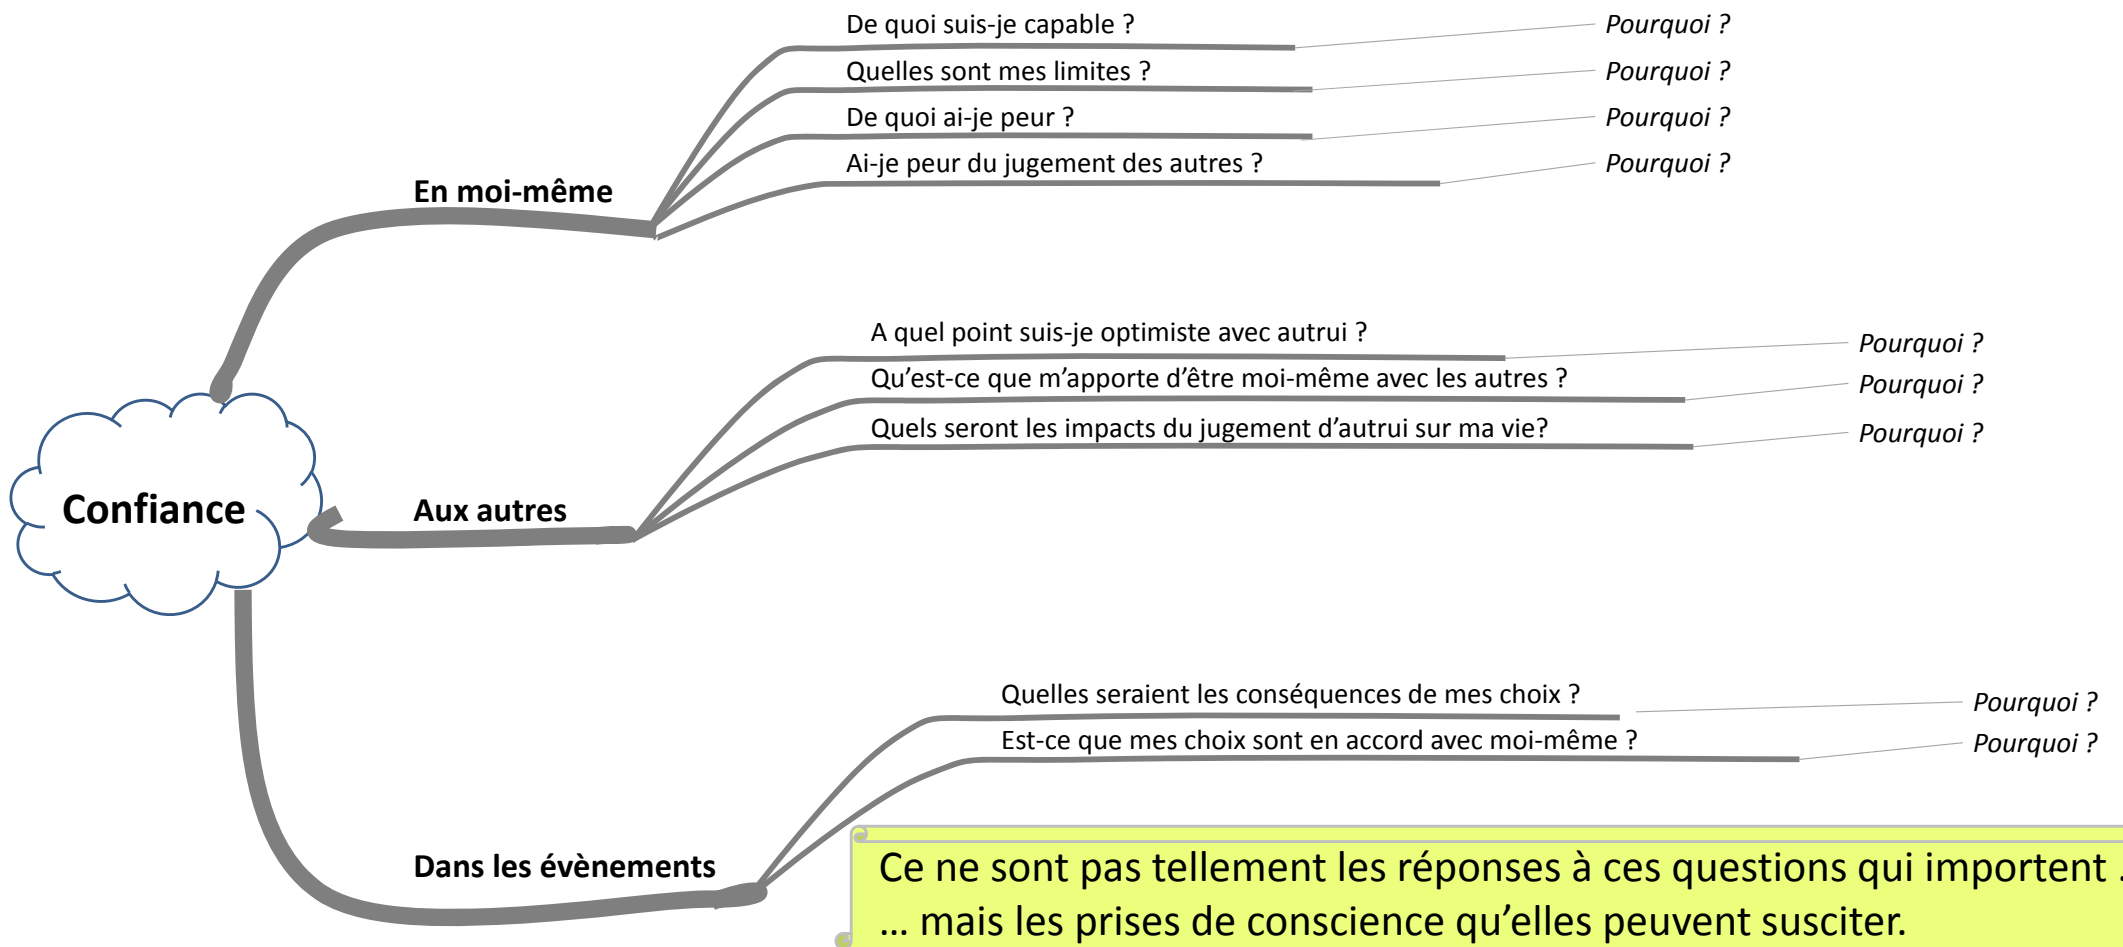 De quoi suis-je capable ? Pourquoi ?
Quelles sont mes limites ? Pourquoi ?
De quoi ai-je peur ? Pourquoi ?
Ai-je peur du jugement des autres ? Pourquoi ?
En moi-même
A quel point suis-je optimiste avec autrui ? Pourquoi ?
Qu’est-ce que m’apporte d’être moi-même avec les autres ? Pourquoi ?
Quels seront les impacts du jugement d’autrui sur ma vie? Pourquoi ?
Confiance
Aux autres
Quelles seraient les conséquences de mes choix ? Pourquoi ?
Est-ce que mes choix sont en accord avec moi-même ? Pourquoi ?
Dans les évènements
Ce ne sont pas tellement les réponses à ces questions qui importent .
... mais les prises de conscience qu’elles peuvent susciter.